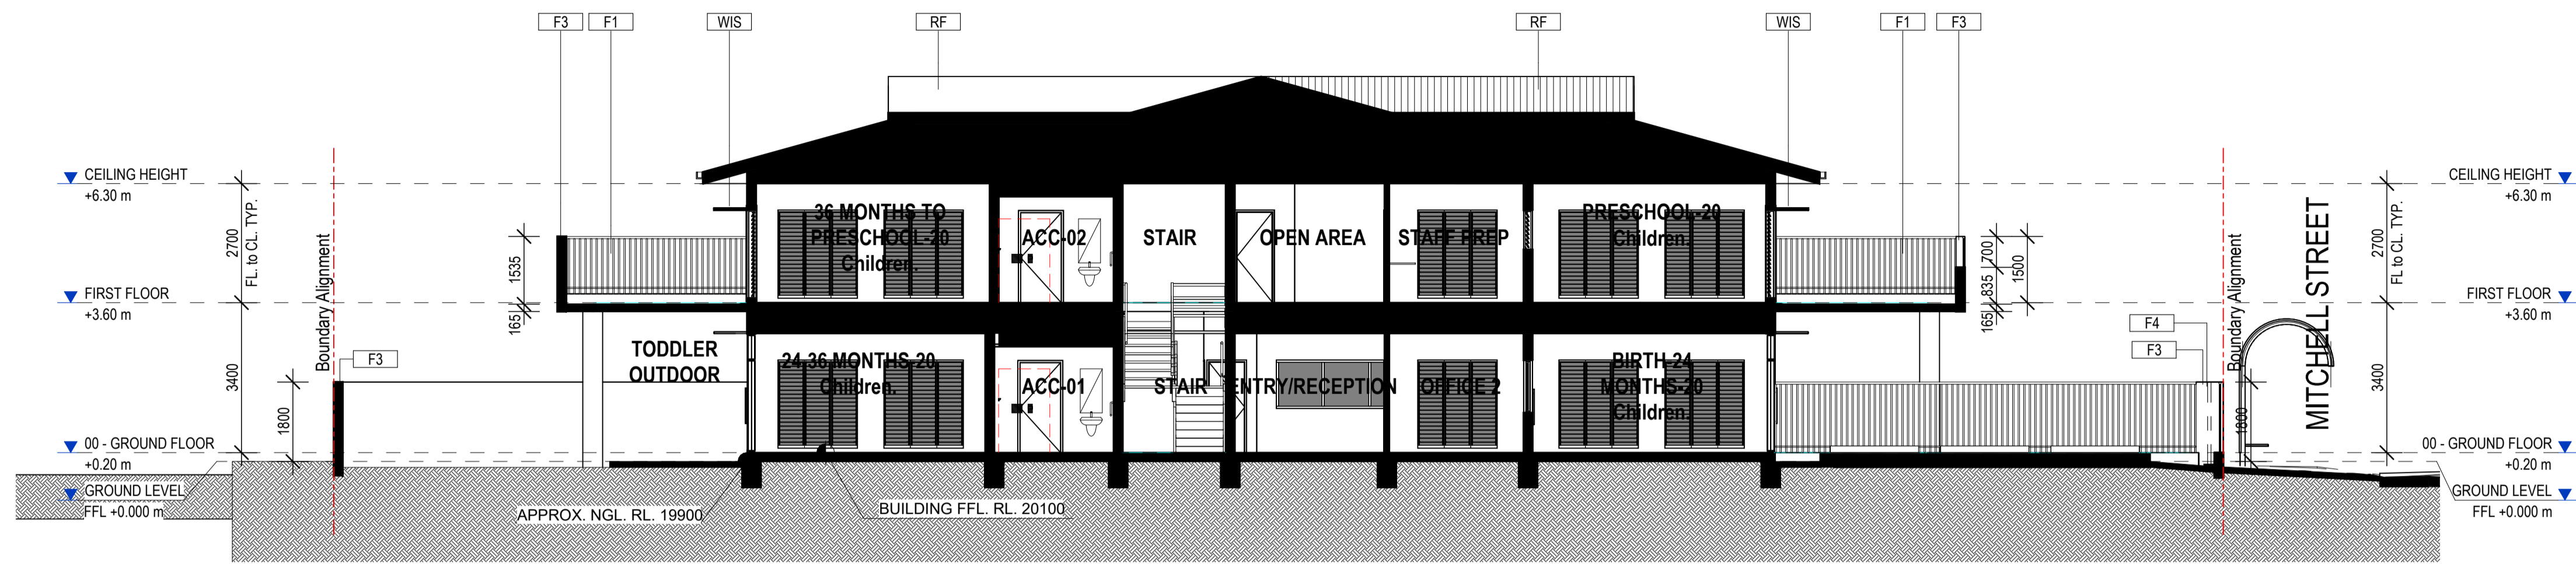 F3
F1
WIS
RF
RF
WIS
F1
F3
CEILING HEIGHT
+6.30 m
2700
FL. to CL. TYP.
FIRST FLOOR
+3.60 m
3400
00 - GROUND FLOOR
+0.20 m
GROUND LEVEL
FFL +0.000 m
1800
Boundary Alignment
F3
1535
165
TODDLER
OUTDOOR
36 MONTHS TO
PRESCHOOL-20
Children.
ACC-02
STAIR
OPEN AREA
STAFF PREP
PRESCHOOL-20
Children.
24-36 MONTHS-20
Children.
ACC-01
STAIR
ENTRY/RECEPTION
OFFICE 2
BIRTH-24
MONTHS-20
Children.
APPROX. NGL. RL. 19900
BUILDING FFL. RL. 20100
700
835
1500
165
F4
F3
1800
Boundary Alignment
MITCHELL STREET
2700
FL to CL. TYP.
3400
CEILING HEIGHT
+6.30 m
FIRST FLOOR
+3.60 m
00 - GROUND FLOOR
+0.20 m
GROUND LEVEL
FFL +0.000 m